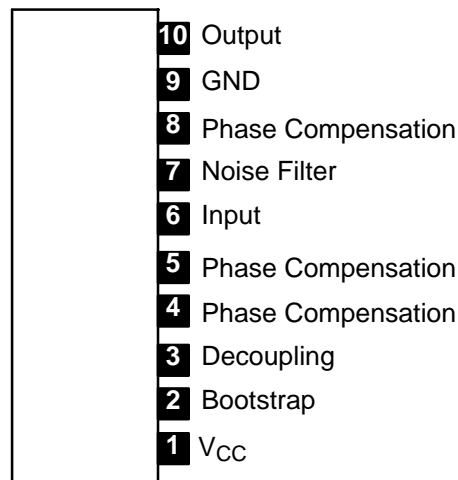 10 Output
9 GND
8 Phase Compensation
7 Noise Filter
6 Input
5 Phase Compensation
4 Phase Compensation
3 Decoupling
2 Bootstrap
1 VCC